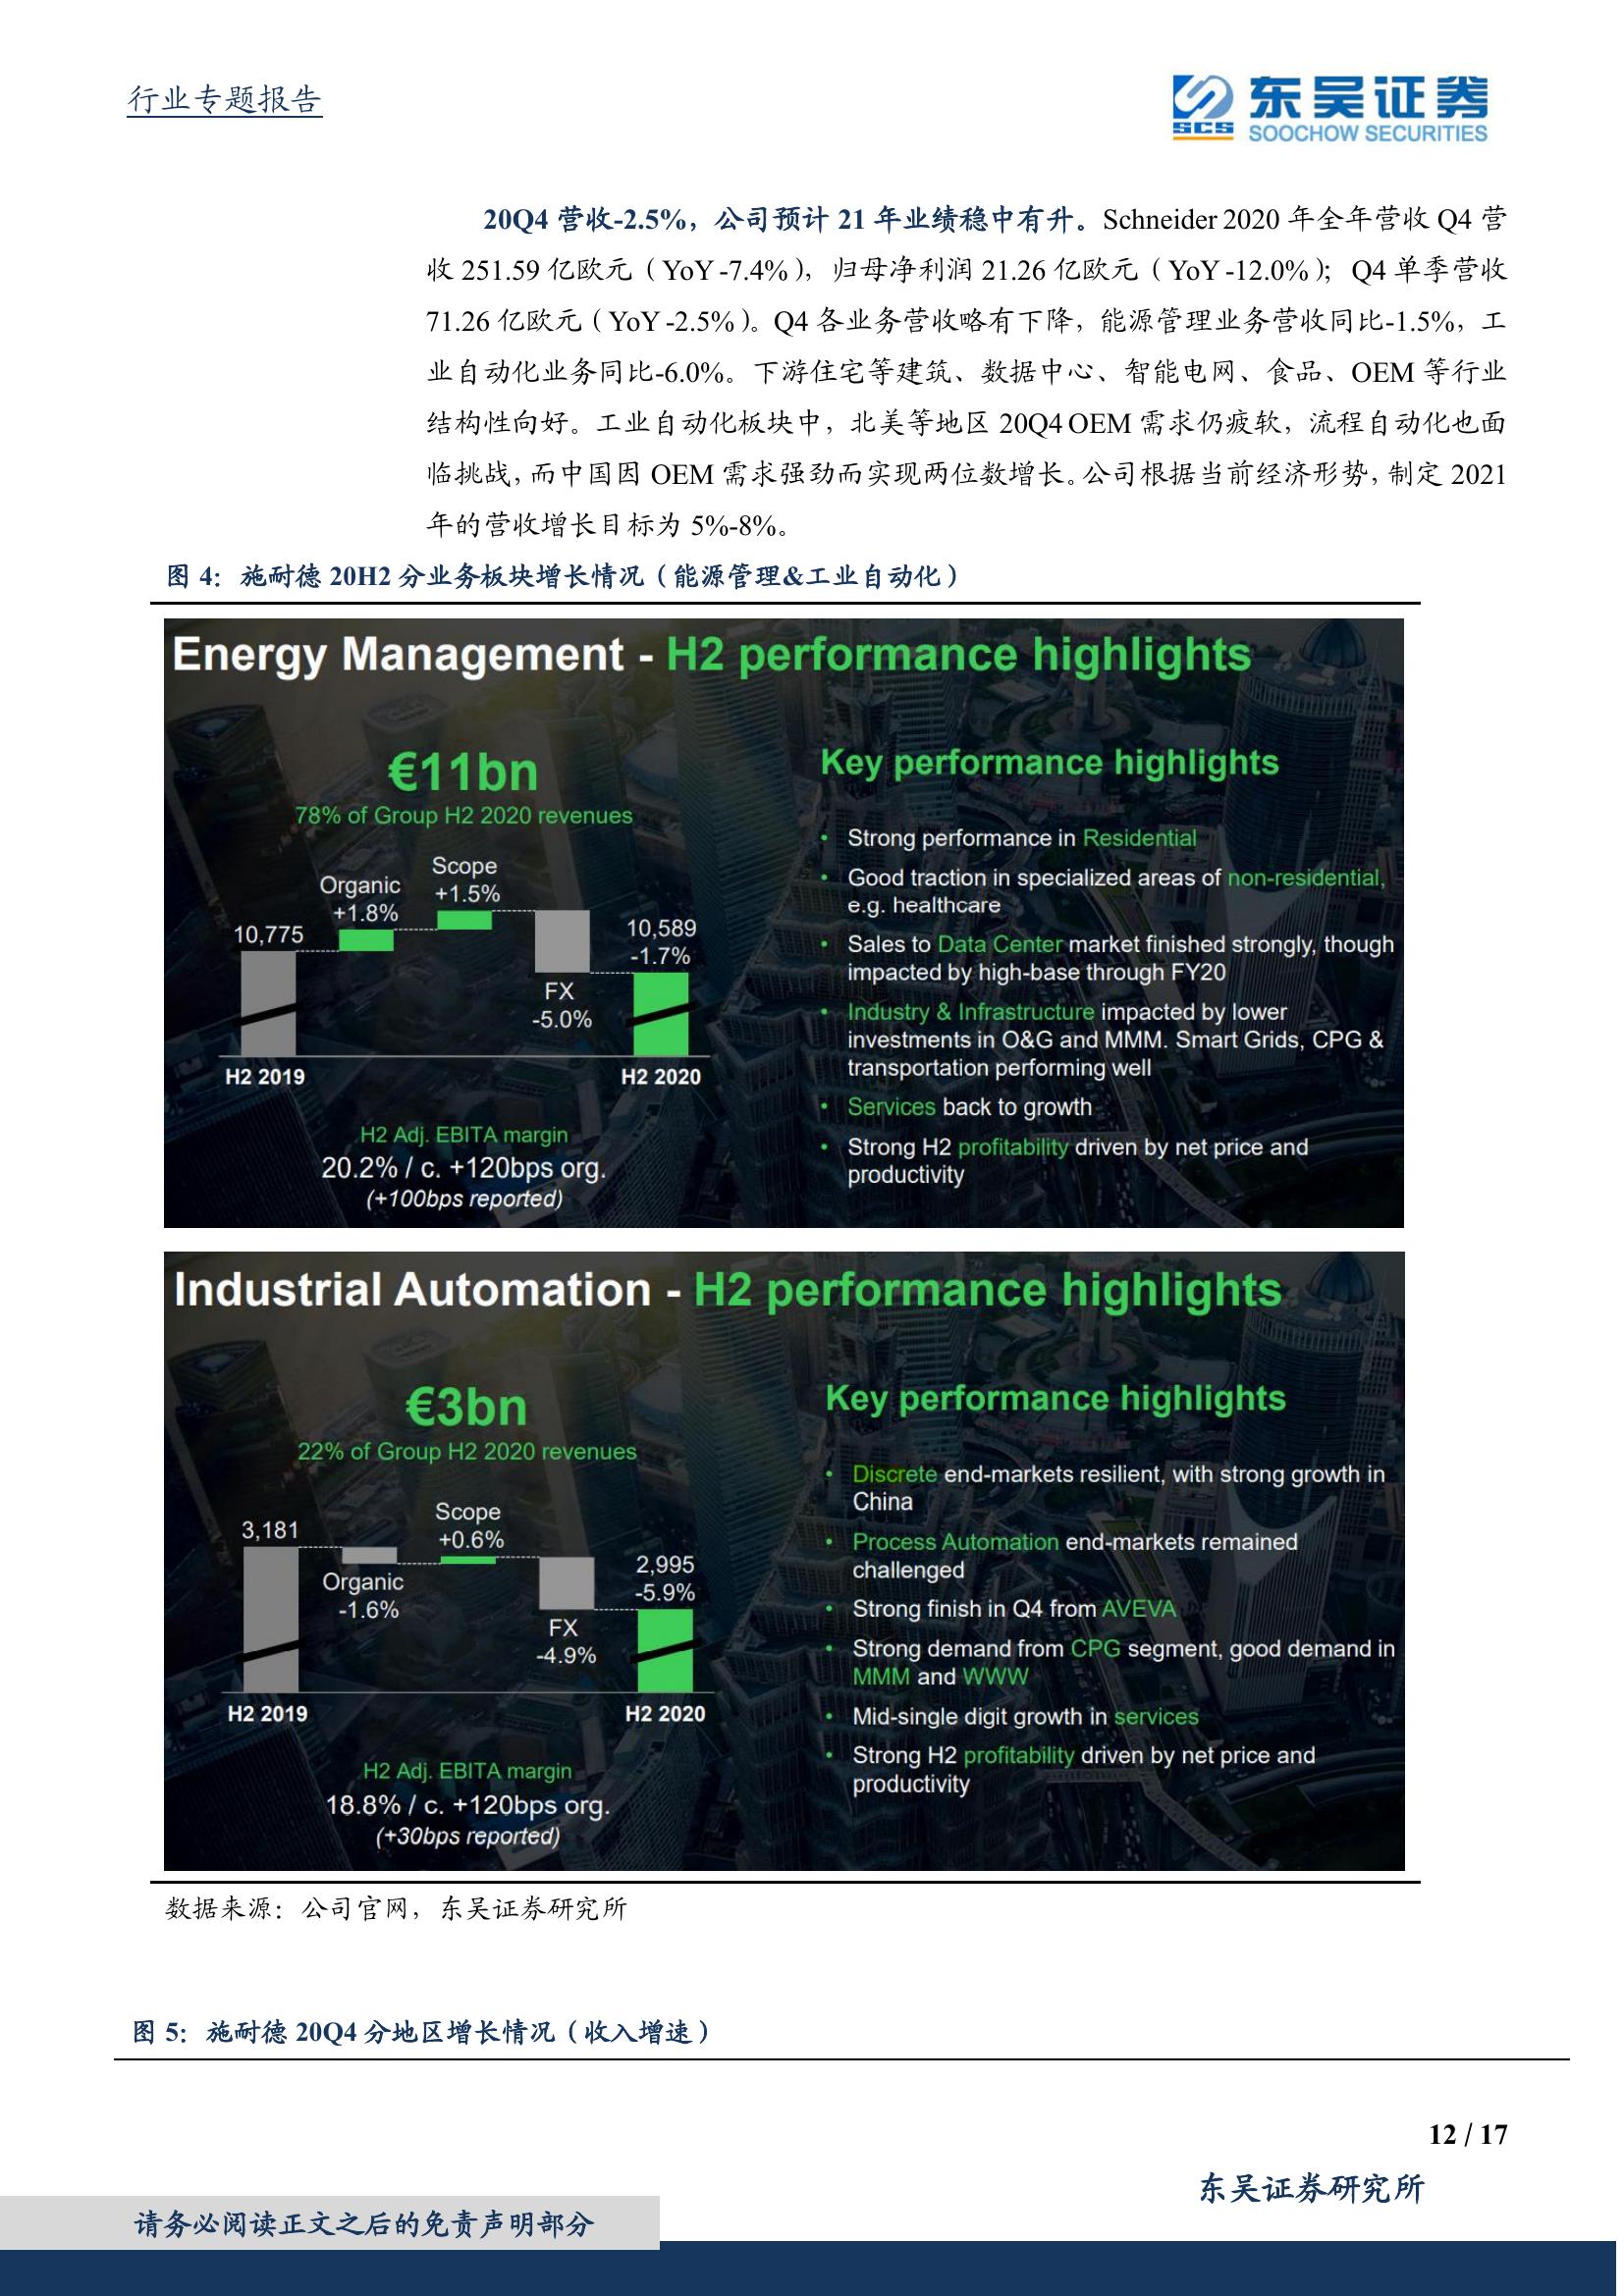 行业专题报告
SCS
东吴证券
SOOCHOW SECURITIES
20Q4 营收-2.5%，公司预计 21 年业绩稳中有升。Schneider 2020 年全年营收 Q4 营
收 251.59 亿欧元（YoY -7.4%），归母净利润 21.26 亿欧元（YoY -12.0%）；Q4 单季营收
71.26 亿欧元（YoY -2.5%）。Q4 各业务营收略有下降，能源管理业务营收同比-1.5%，工
业自动化业务同比-6.0%。下游住宅等建筑、数据中心、智能电网、食品、OEM 等行业
结构性向好。工业自动化板块中，北美等地区 20Q4 OEM 需求仍疲软，流程自动化也面
临挑战，而中国因 OEM 需求强劲而实现两位数增长。公司根据当前经济形势，制定 2021
年的营收增长目标为 5%-8%。
图 4：施耐德 20H2 分业务板块增长情况（能源管理&工业自动化）
Energy Management - H2 performance highlights
€11bn
78% of Group H2 2020 revenues
10,775
Organic
+1.8%
Scope
+1.5%
FX
-5.0%
10,589
-1.7%
H2 2019
H2 2020
H2 Adj. EBITA margin
20.2% / c. +120bps org.
(+100bps reported)
Key performance highlights
• Strong performance in Residential
• Good traction in specialized areas of non-residential,
e.g. healthcare
• Sales to Data Center market finished strongly, though
impacted by high-base through FY20
• Industry & Infrastructure impacted by lower
investments in O&G and MMM. Smart Grids, CPG &
transportation performing well
• Services back to growth
• Strong H2 profitability driven by net price and
productivity
Industrial Automation - H2 performance highlights
€3bn
22% of Group H2 2020 revenues
3,181
Organic
-1.6%
Scope
+0.6%
FX
-4.9%
2,995
-5.9%
H2 2019
H2 2020
H2 Adj. EBITA margin
18.8% / c. +120bps org.
(+30bps reported)
Key performance highlights
• Discrete end-markets resilient, with strong growth in
China
• Process Automation end-markets remained
challenged
• Strong finish in Q4 from AVEVA
• Strong demand from CPG segment, good demand in
MMM and WWW
• Mid-single digit growth in services
• Strong H2 profitability driven by net price and
productivity
数据来源：公司官网，东吴证券研究所
图 5：施耐德 20Q4 分地区增长情况（收入增速）
12 / 17
东吴证券研究所
请务必阅读正文之后的免责声明部分